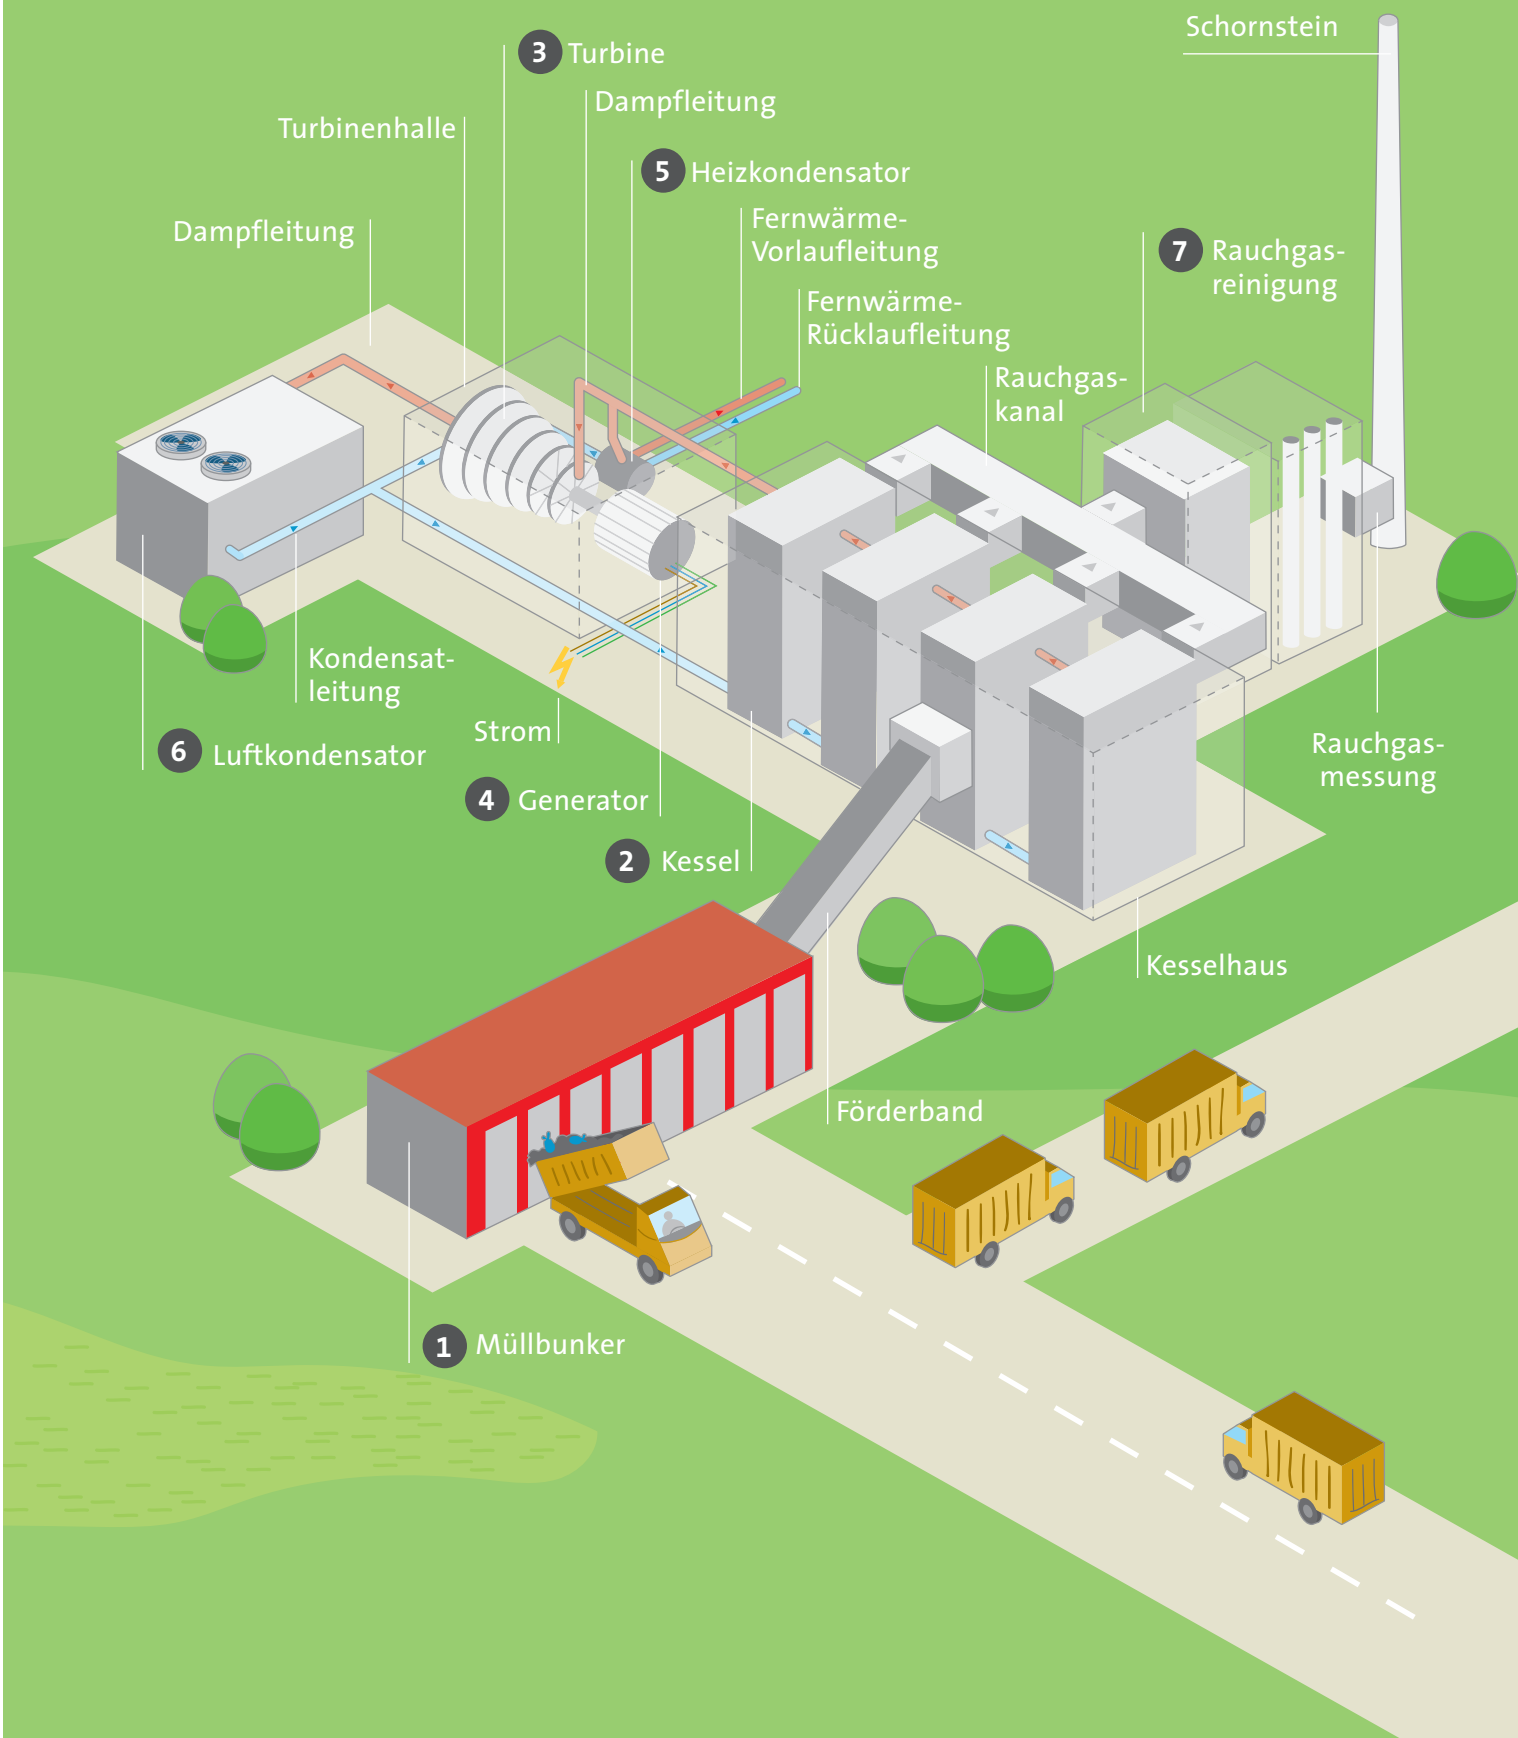 Schornstein
3 Turbine
Dampfleitung
Turbinenhalle
5 Heizkondensator
Dampfleitung
Fernwärme-
Vorlaufleitung
7 Rauchgas-
reinigung
Fernwärme-
Rücklaufleitung
Rauchgas-
kanal
Kondensat-
leitung
Strom
6 Luftkondensator
Rauchgas-
messung
4 Generator
2 Kessel
Kesselhaus
Förderband
1 Müllbunker